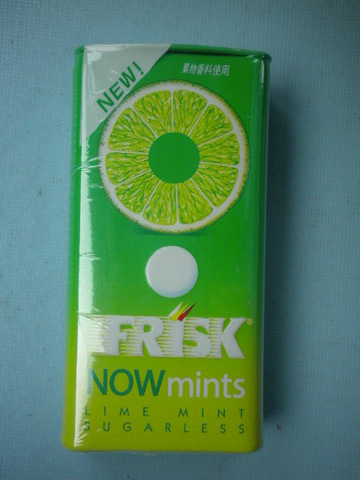 NEW!
果物香料使用
FRISK®
NOWmints
LIME MINT
SUGARLESS